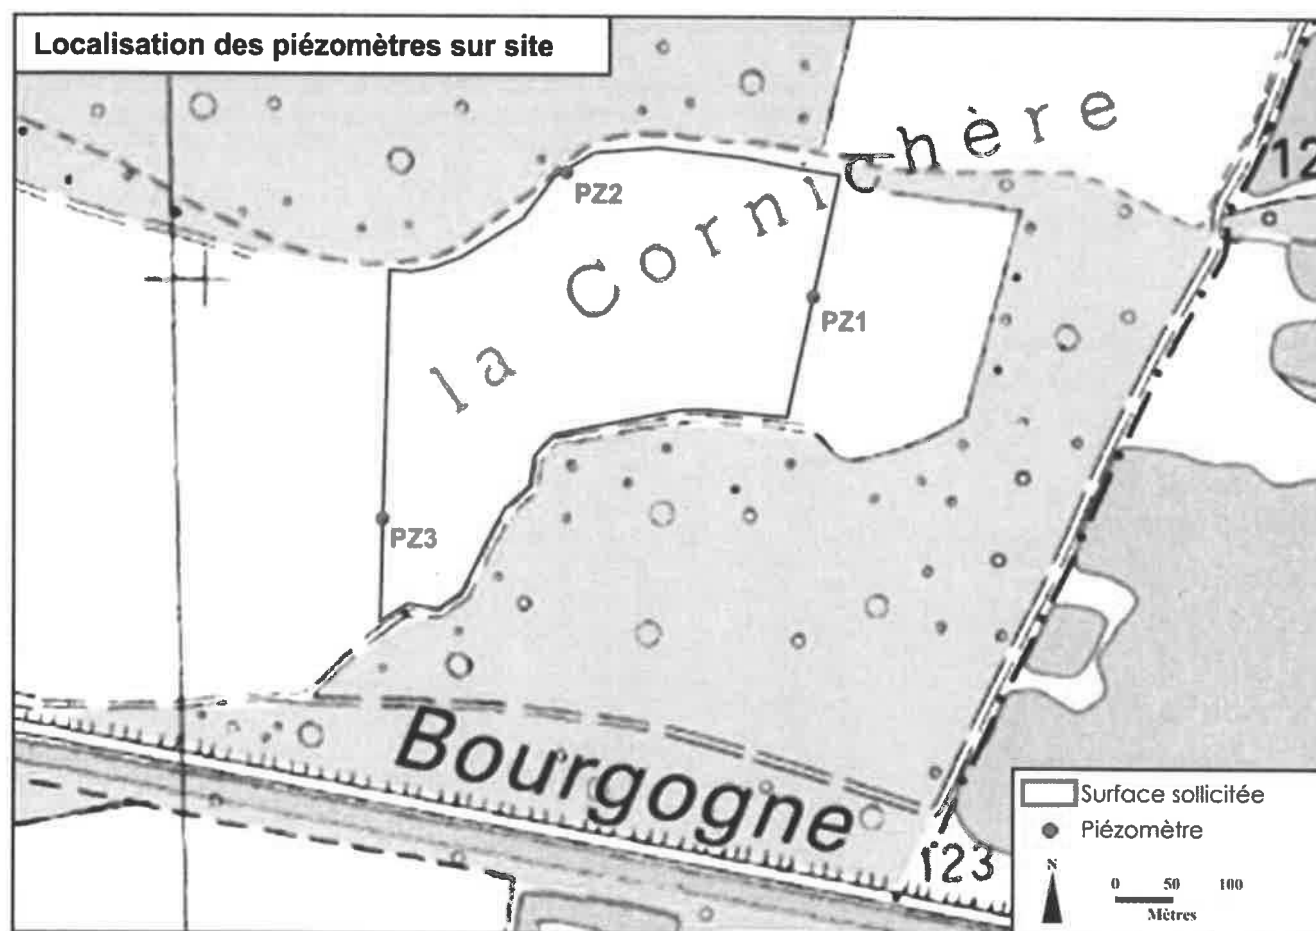 Localisation des piézomètres sur site
la Cornichère
12
PZ2
PZ1
PZ3
Bourgogne
123
Surface sollicitée
Piézomètre
N
0 50 100
Mètres